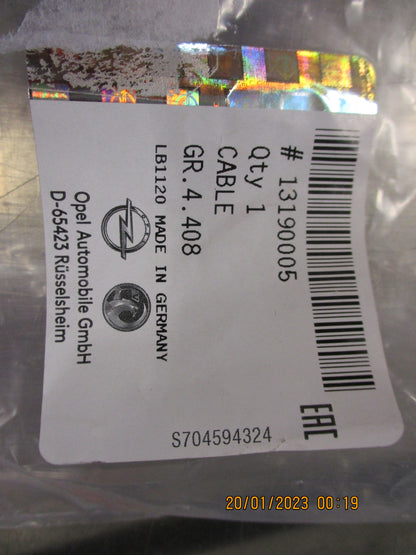 # 13190005
Qty 1
CABLE
GR.4.408
LB1120 MADE IN GERMANY
Opel Automobile GmbH
D-65423 Rüsselsheim
EAC
S704594324
20/01/2023 00:19